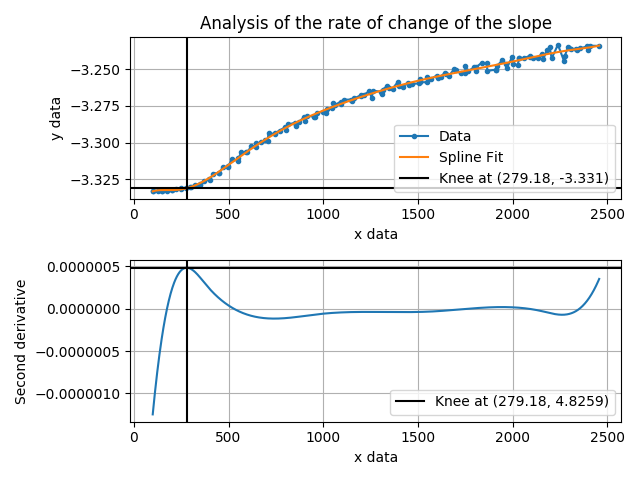 Analysis of the rate of change of the slope
y data
−3.250
−3.275
−3.300
−3.325
Data
Spline Fit
Knee at (279.18, -3.331)
0 500 1000 1500 2000 2500
x data
Second derivative
0.0000005
0.0000000
−0.0000005
−0.0000010
Knee at (279.18, 4.8259)
0 500 1000 1500 2000 2500
x data